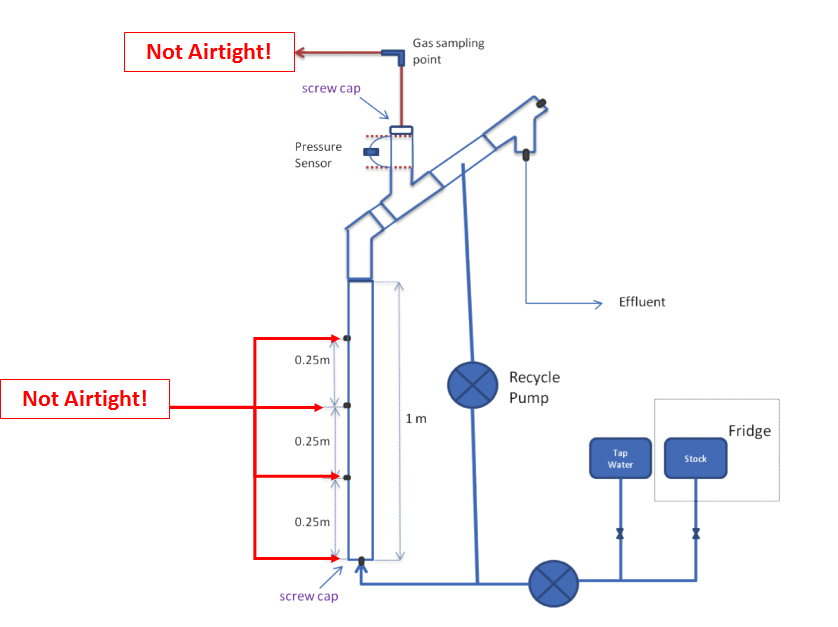 Not Airtight!
Gas sampling
point
screw cap
Pressure
Sensor
Effluent
0.25m
Not Airtight!
Recycle
Pump
1 m
0.25m
Fridge
Tap
Water
Stock
0.25m
screw cap